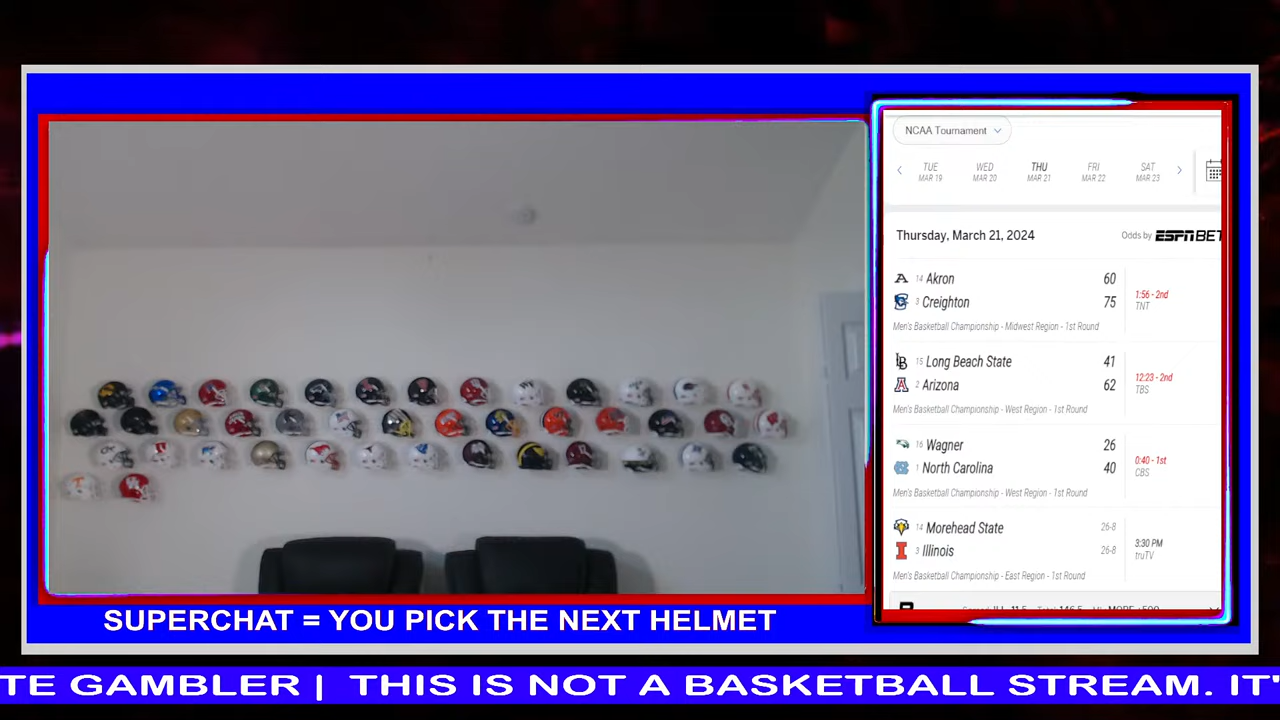 NCAA Tournament
TUE WED THU FRI SAT
MAR 19 MAR 20 MAR 21 MAR 22 MAR 23
Thursday, March 21, 2024
Odds by ESPN BET
14 Akron 60
3 Creighton 75
1:56 - 2nd
TNT
Men's Basketball Championship - Midwest Region - 1st Round
15 Long Beach State 41
2 Arizona 62
12:23 - 2nd
TBS
Men's Basketball Championship - West Region - 1st Round
16 Wagner 26
1 North Carolina 40
0:40 - 1st
CBS
Men's Basketball Championship - West Region - 1st Round
14 Morehead State 26-8
3 Illinois 26-8
3:30 PM
truTV
Men's Basketball Championship - East Region - 1st Round
SUPERCHAT = YOU PICK THE NEXT HELMET
TE GAMBLER | THIS IS NOT A BASKETBALL STREAM. IT'